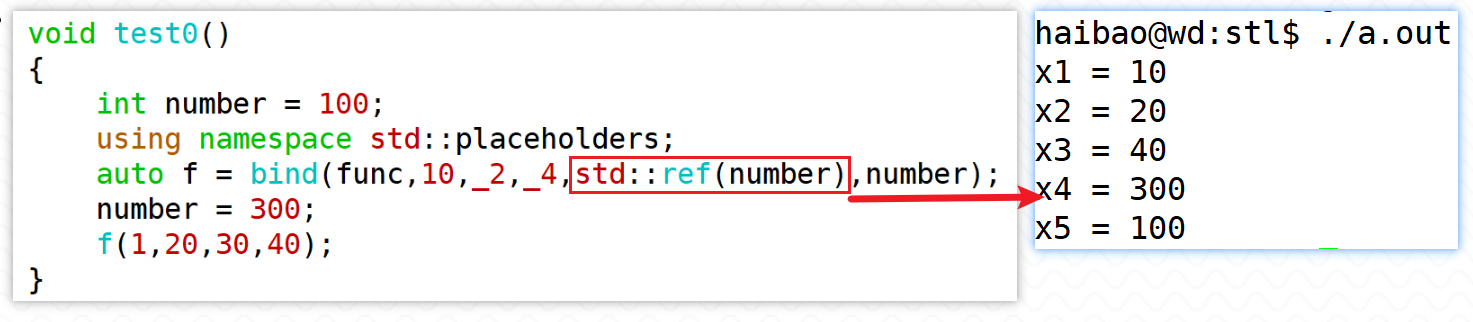 void test0()
{
    int number = 100;
    using namespace std::placeholders;
    auto f = bind(func,10,_2,_4,std::ref(number),number);
    number = 300;
    f(1,20,30,40);
}
haibao@wd:stl$ ./a.out
x1 = 10
x2 = 20
x3 = 40
x4 = 300
x5 = 100